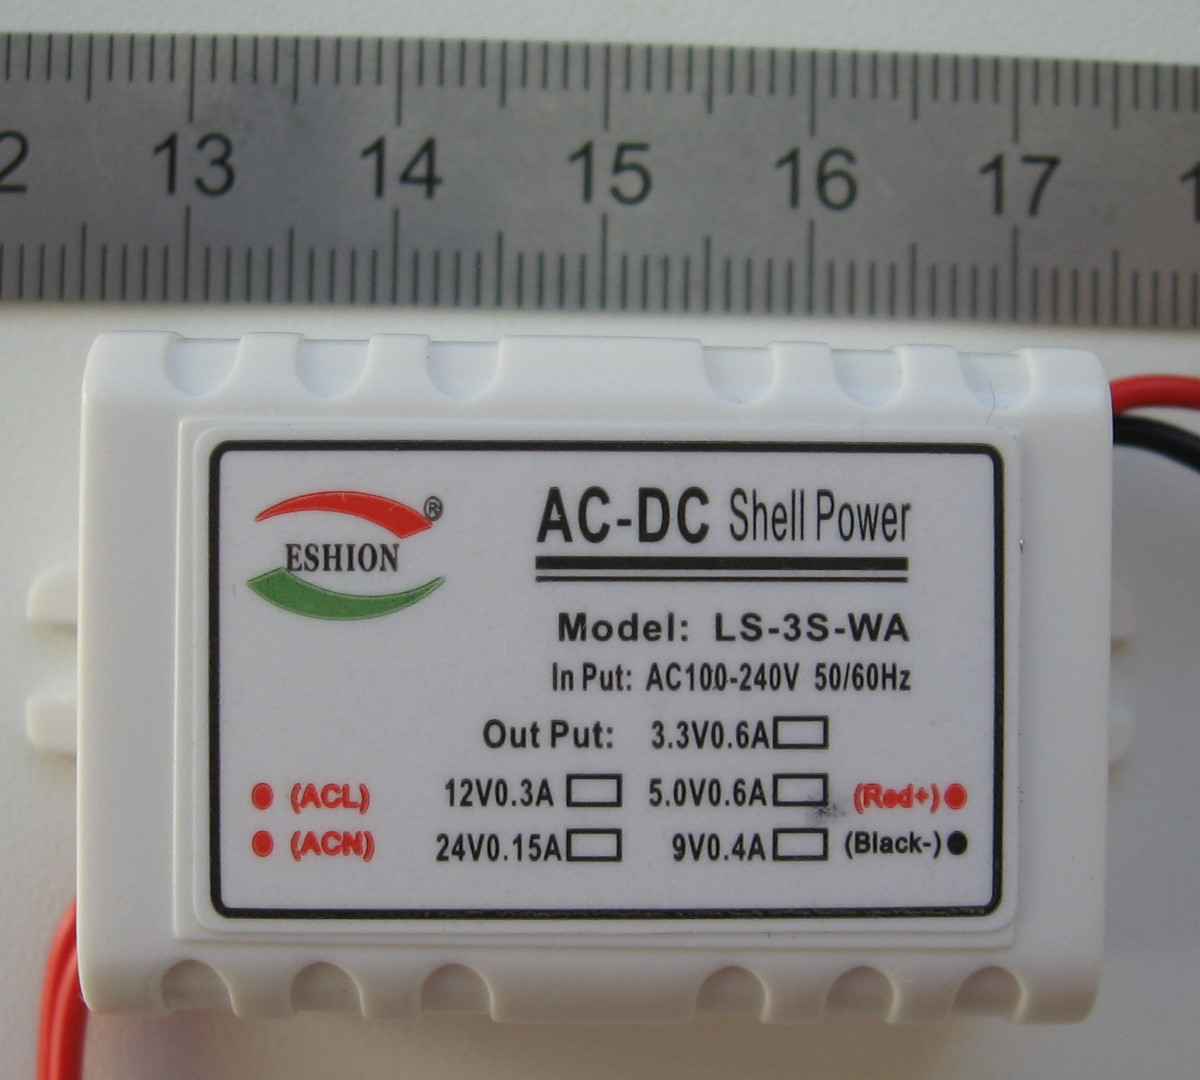 2 13 14 15 16 17 1
ESHION ®
AC-DC Shell Power
Model: LS-3S-WA
In Put: AC100-240V 50/60Hz
Out Put: 3.3V0.6A
(ACL) 12V0.3A 5.0V0.6A (Red+)
(ACN) 24V0.15A 9V0.4A (Black-)